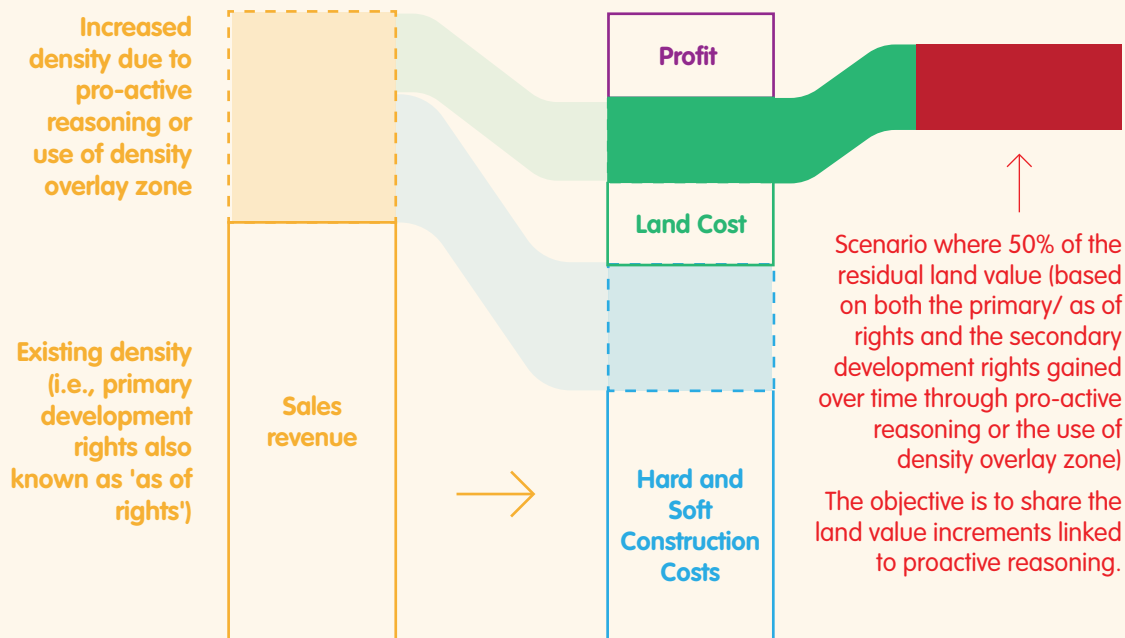 Increased
density due to
pro-active
reasoning or
use of density
overlay zone
Existing density
(i.e., primary
development
rights also
known as 'as of
rights')
Sales
revenue
Profit
Land Cost
Hard and
Soft
Construction
Costs
Scenario where 50% of the
residual land value (based
on both the primary/ as of
rights and the secondary
development rights gained
over time through pro-active
reasoning or the use of
density overlay zone)
The objective is to share the
land value increments linked
to proactive reasoning.